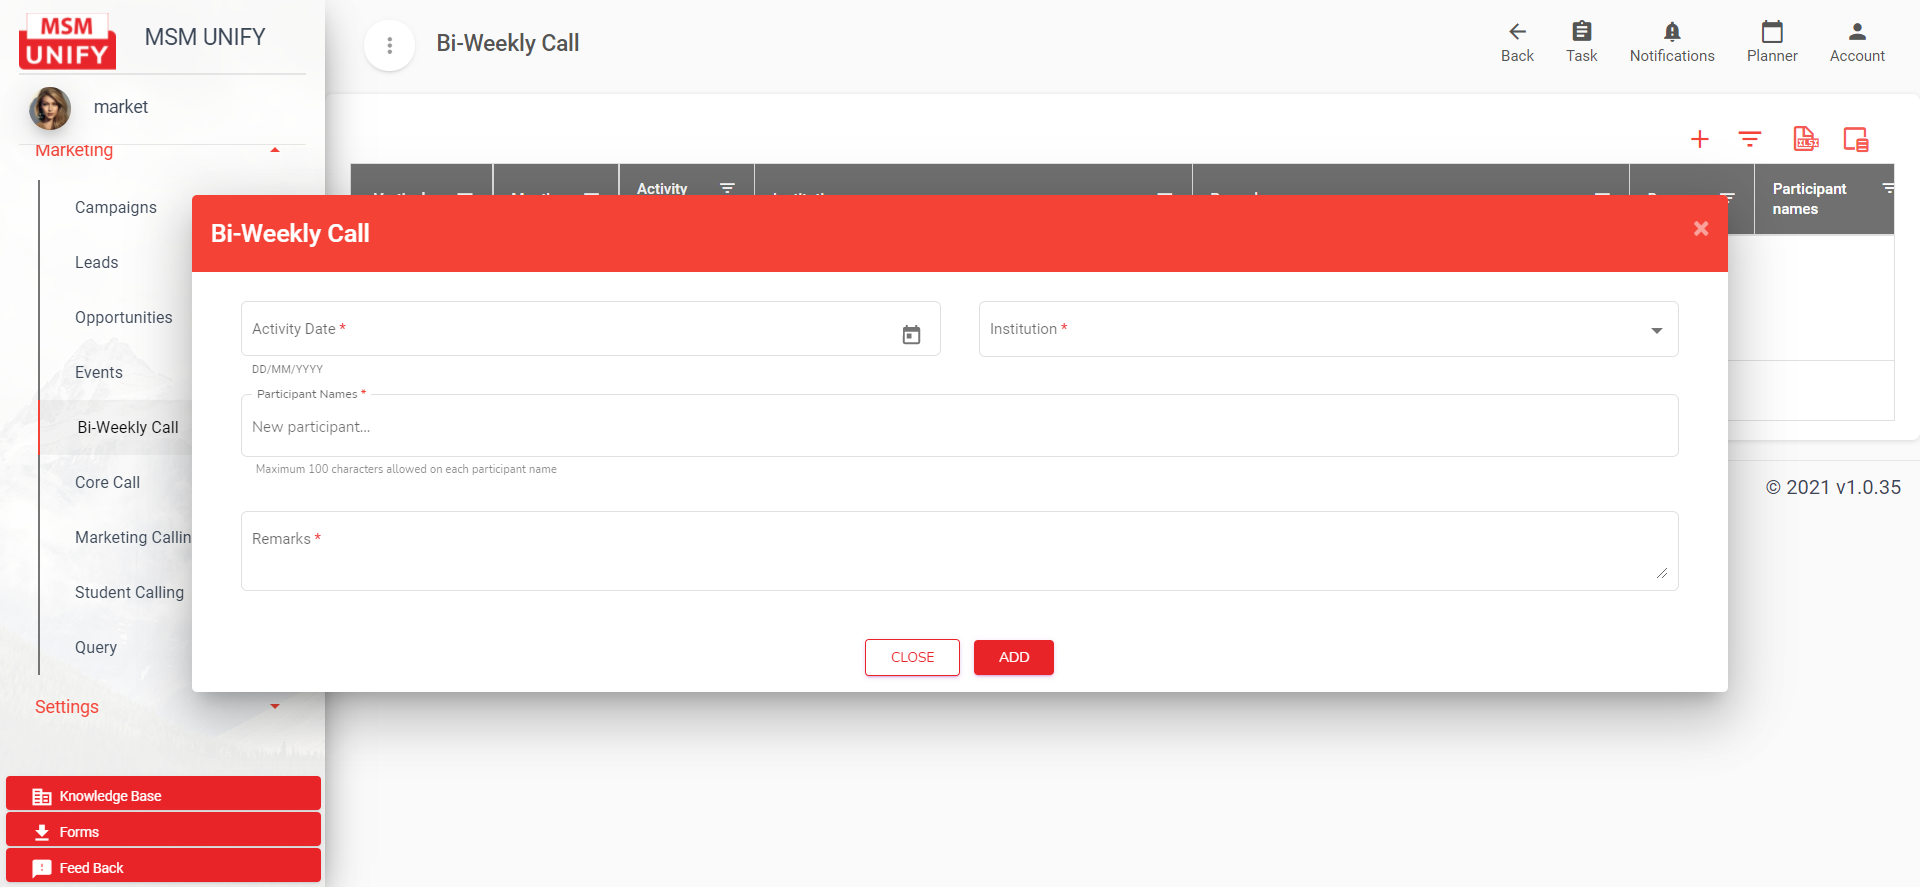 MSM
UNIFY
MSM UNIFY
Bi-Weekly Call
Back
Task
Notifications
Planner
Account
market
Marketing
Campaigns
Leads
Opportunities
Events
Bi-Weekly Call
Core Call
Marketing Callin
Student Calling
Query
Settings
Knowledge Base
Forms
Feed Back
XLSX
Activity
Participant
names
Bi-Weekly Call
×
Activity Date *
Institution *
DD/MM/YYYY
Participant Names *
New participant...
Maximum 100 characters allowed on each participant name
Remarks *
CLOSE
ADD
© 2021 v1.0.35